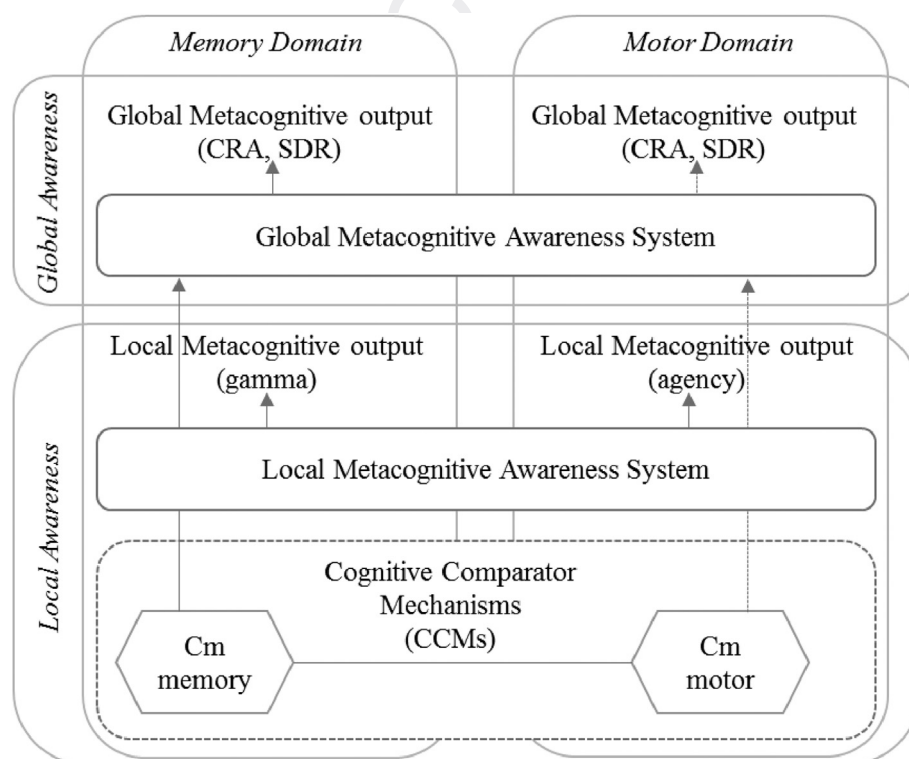 Memory Domain
Motor Domain
Global Awareness
Global Metacognitive output
(CRA, SDR)
Global Metacognitive output
(CRA, SDR)
Global Metacognitive Awareness System
Local Awareness
Local Metacognitive output
(gamma)
Local Metacognitive output
(agency)
Local Metacognitive Awareness System
Cognitive Comparator
Mechanisms
(CCMs)
Cm
memory
Cm
motor